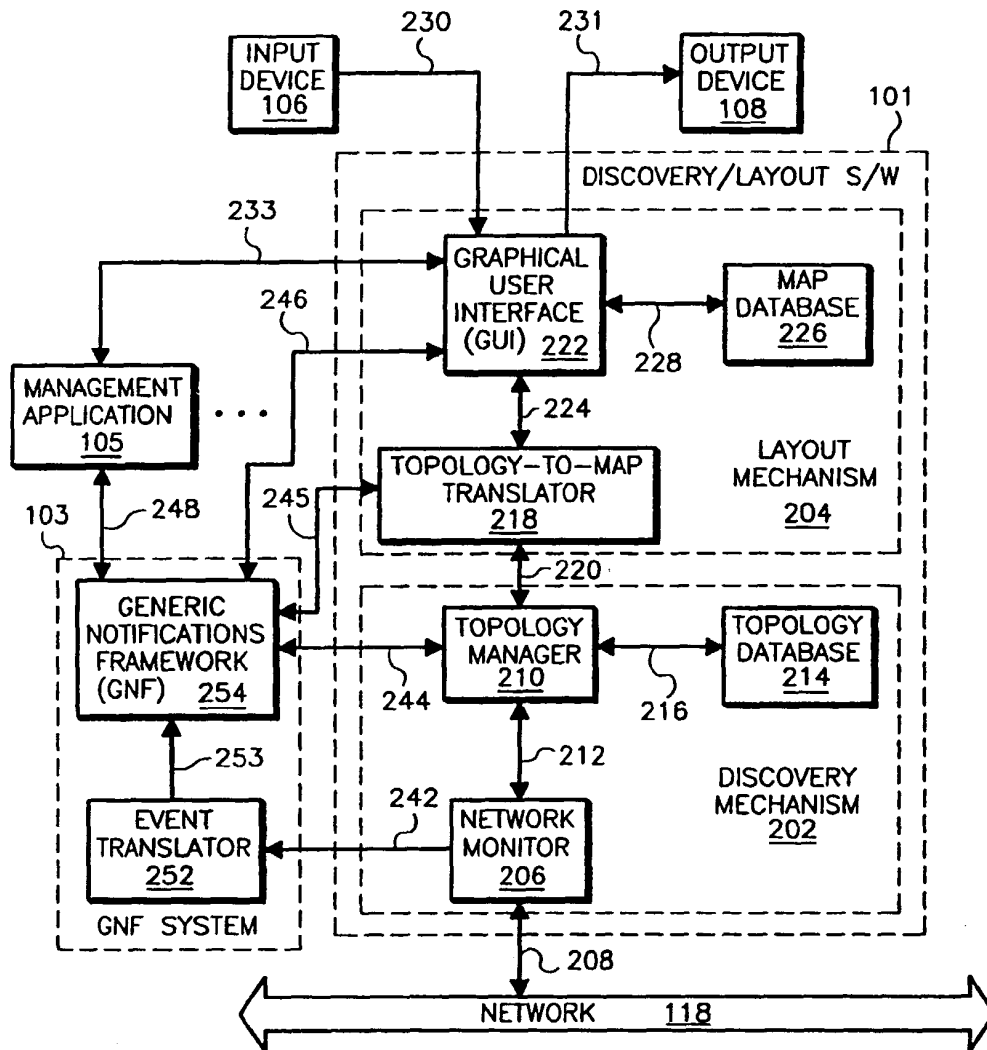 230
231
INPUT
DEVICE
106
OUTPUT
DEVICE
108
101
DISCOVERY/LAYOUT S/W
233
GRAPHICAL
USER
INTERFACE
(GUI) 222
MAP
DATABASE
226
228
246
MANAGEMENT
APPLICATION
105
• • •
224
LAYOUT
MECHANISM
204
TOPOLOGY-TO-MAP
TRANSLATOR
218
245
248
103
220
GENERIC
NOTIFICATIONS
FRAMEWORK
(GNF) 254
TOPOLOGY
MANAGER
210
TOPOLOGY
DATABASE
214
244
216
253
212
DISCOVERY
MECHANISM
202
EVENT
TRANSLATOR
252
242
NETWORK
MONITOR
206
GNF SYSTEM
208
NETWORK 118